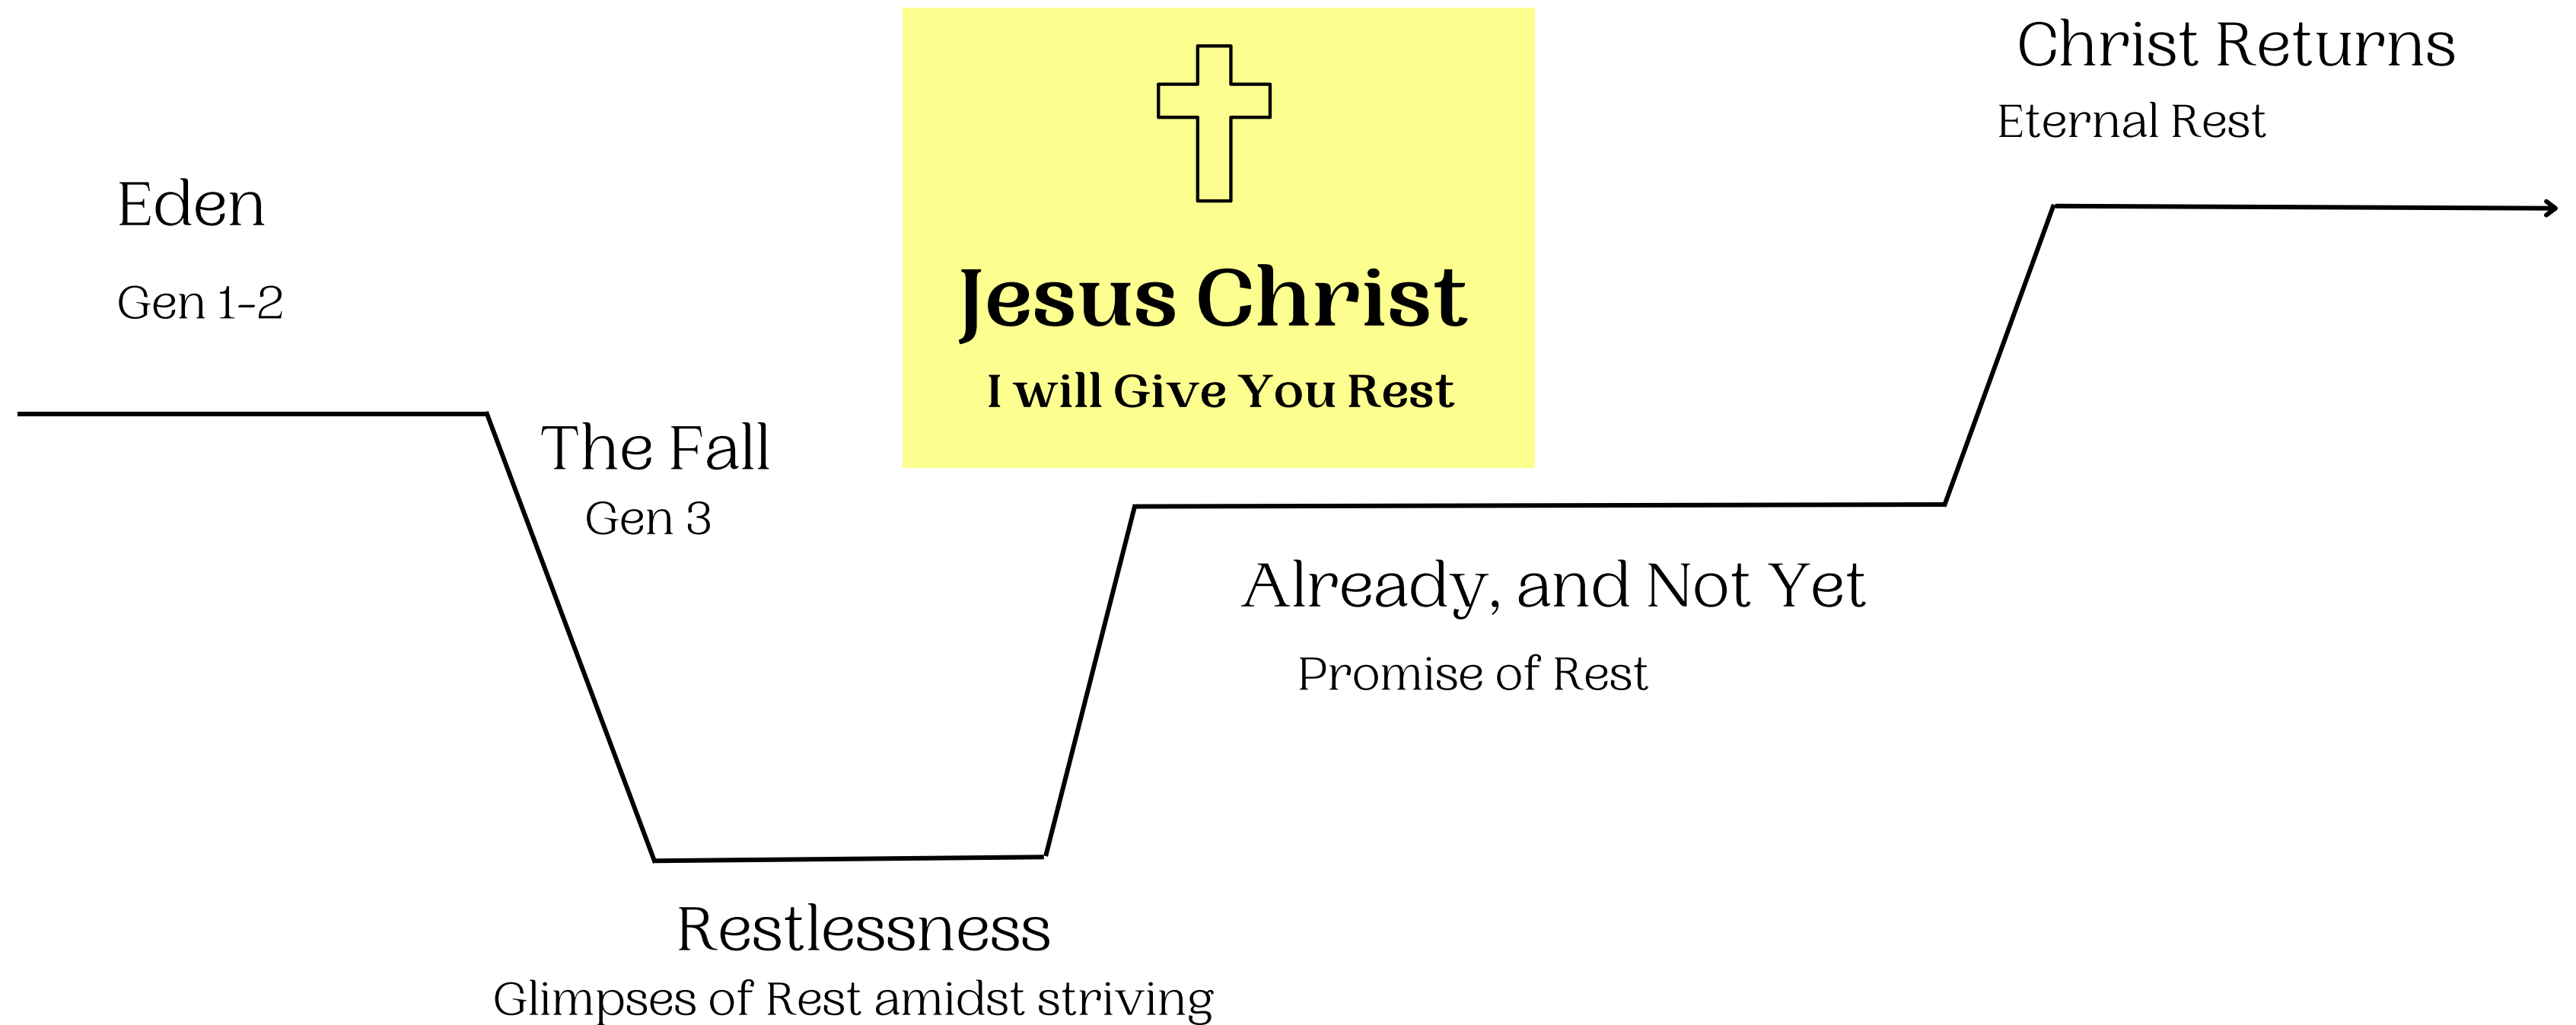 Eden
Gen 1-2
The Fall
Gen 3
Restlessness
Glimpses of Rest amidst striving
Jesus Christ
I will Give You Rest
Already, and Not Yet
Promise of Rest
Christ Returns
Eternal Rest